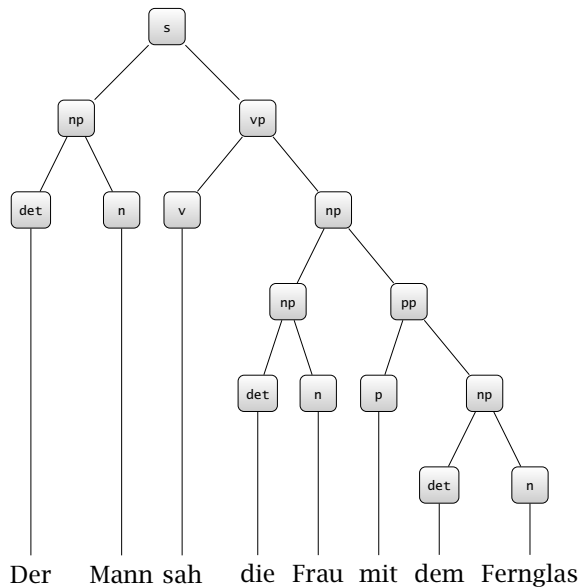 s
np vp
det n v np
np pp
det n p np
det n
Der Mann sah die Frau mit dem Fernglas